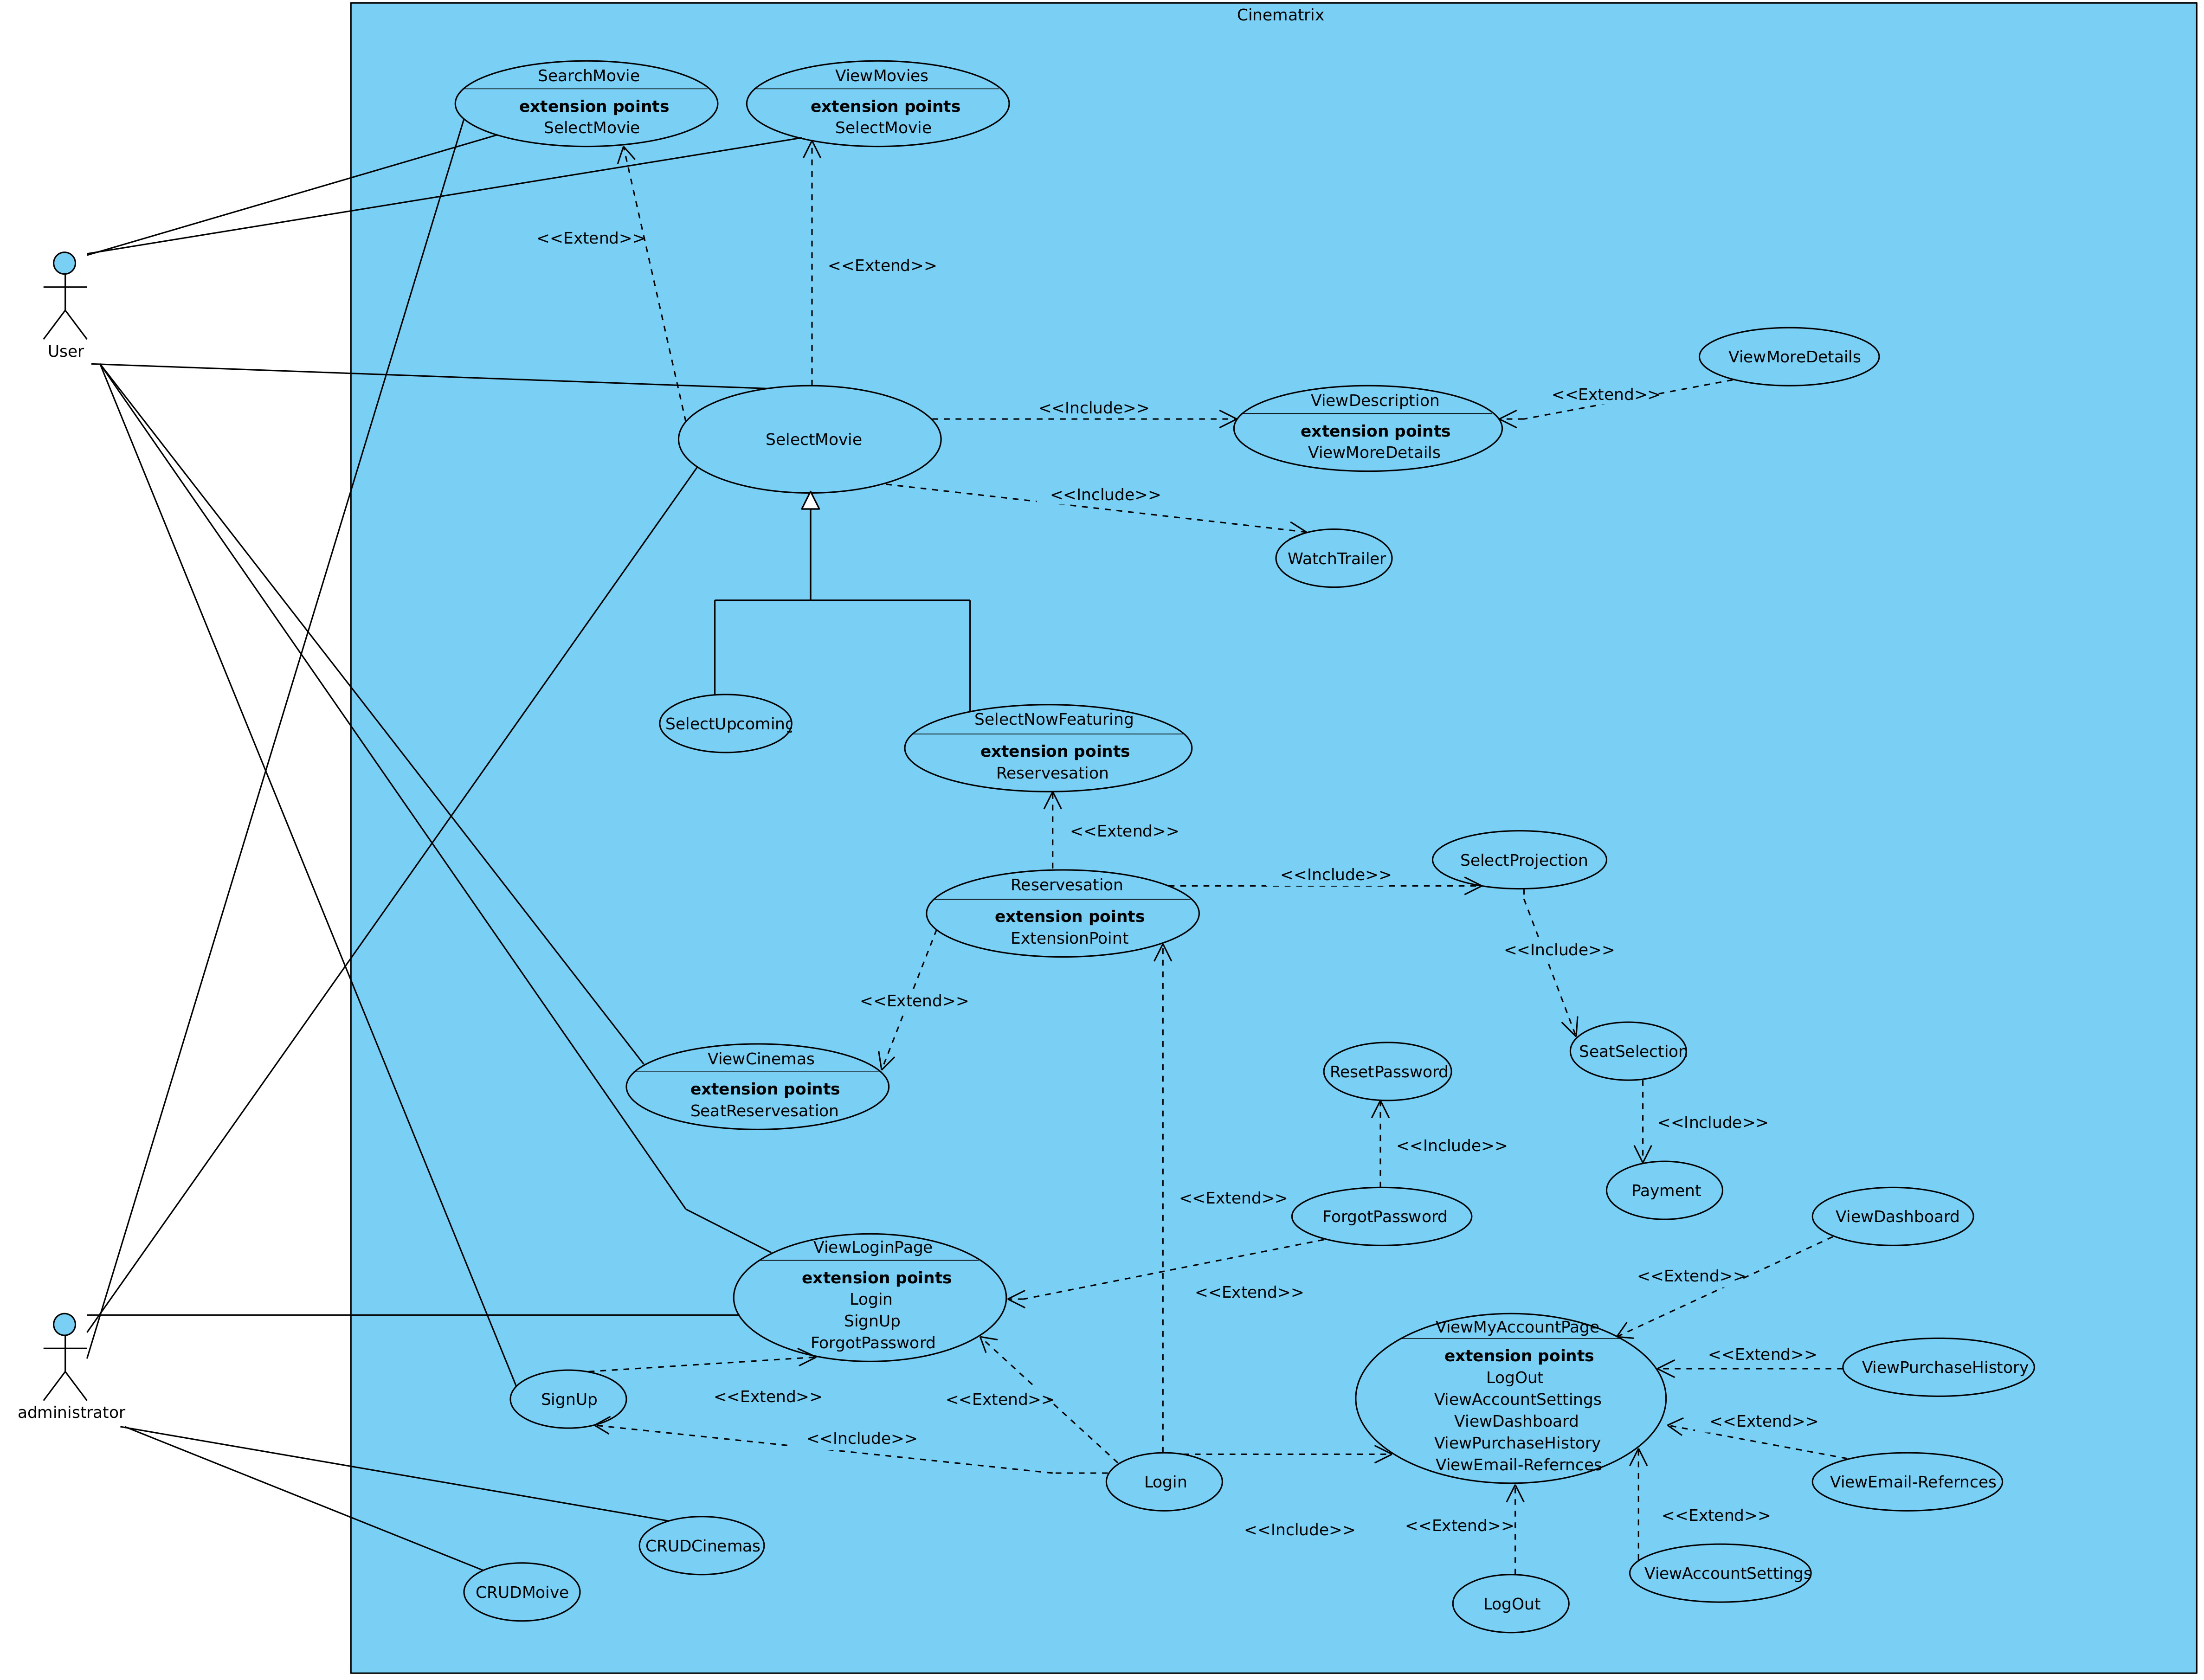 Cinematrix
SearchMovie
extension points
SelectMovie
ViewMovies
extension points
SelectMovie
<<Extend>>
<<Extend>>
User
ViewMoreDetails
<<Extend>>
<<Include>>
ViewDescription
extension points
ViewMoreDetails
SelectMovie
<<Include>>
WatchTrailer
SelectUpcoming
SelectNowFeaturing
extension points
Reservesation
<<Extend>>
SelectProjection
<<Include>>
Reservesation
extension points
ExtensionPoint
<<Include>>
<<Extend>>
SeatSelection
ViewCinemas
extension points
SeatReservesation
ResetPassword
<<Include>>
<<Include>>
Payment
<<Extend>>
ForgotPassword
ViewDashboard
ViewLoginPage
extension points
Login
SignUp
ForgotPassword
<<Extend>>
<<Extend>>
ViewMyAccountPage
extension points
LogOut
ViewAccountSettings
ViewDashboard
ViewPurchaseHistory
ViewEmail-Refernces
<<Extend>>
ViewPurchaseHistory
administrator
SignUp
<<Extend>>
<<Extend>>
<<Extend>>
<<Include>>
Login
ViewEmail-Refernces
<<Extend>>
<<Include>>
<<Extend>>
CRUDCinemas
ViewAccountSettings
CRUDMoive
LogOut